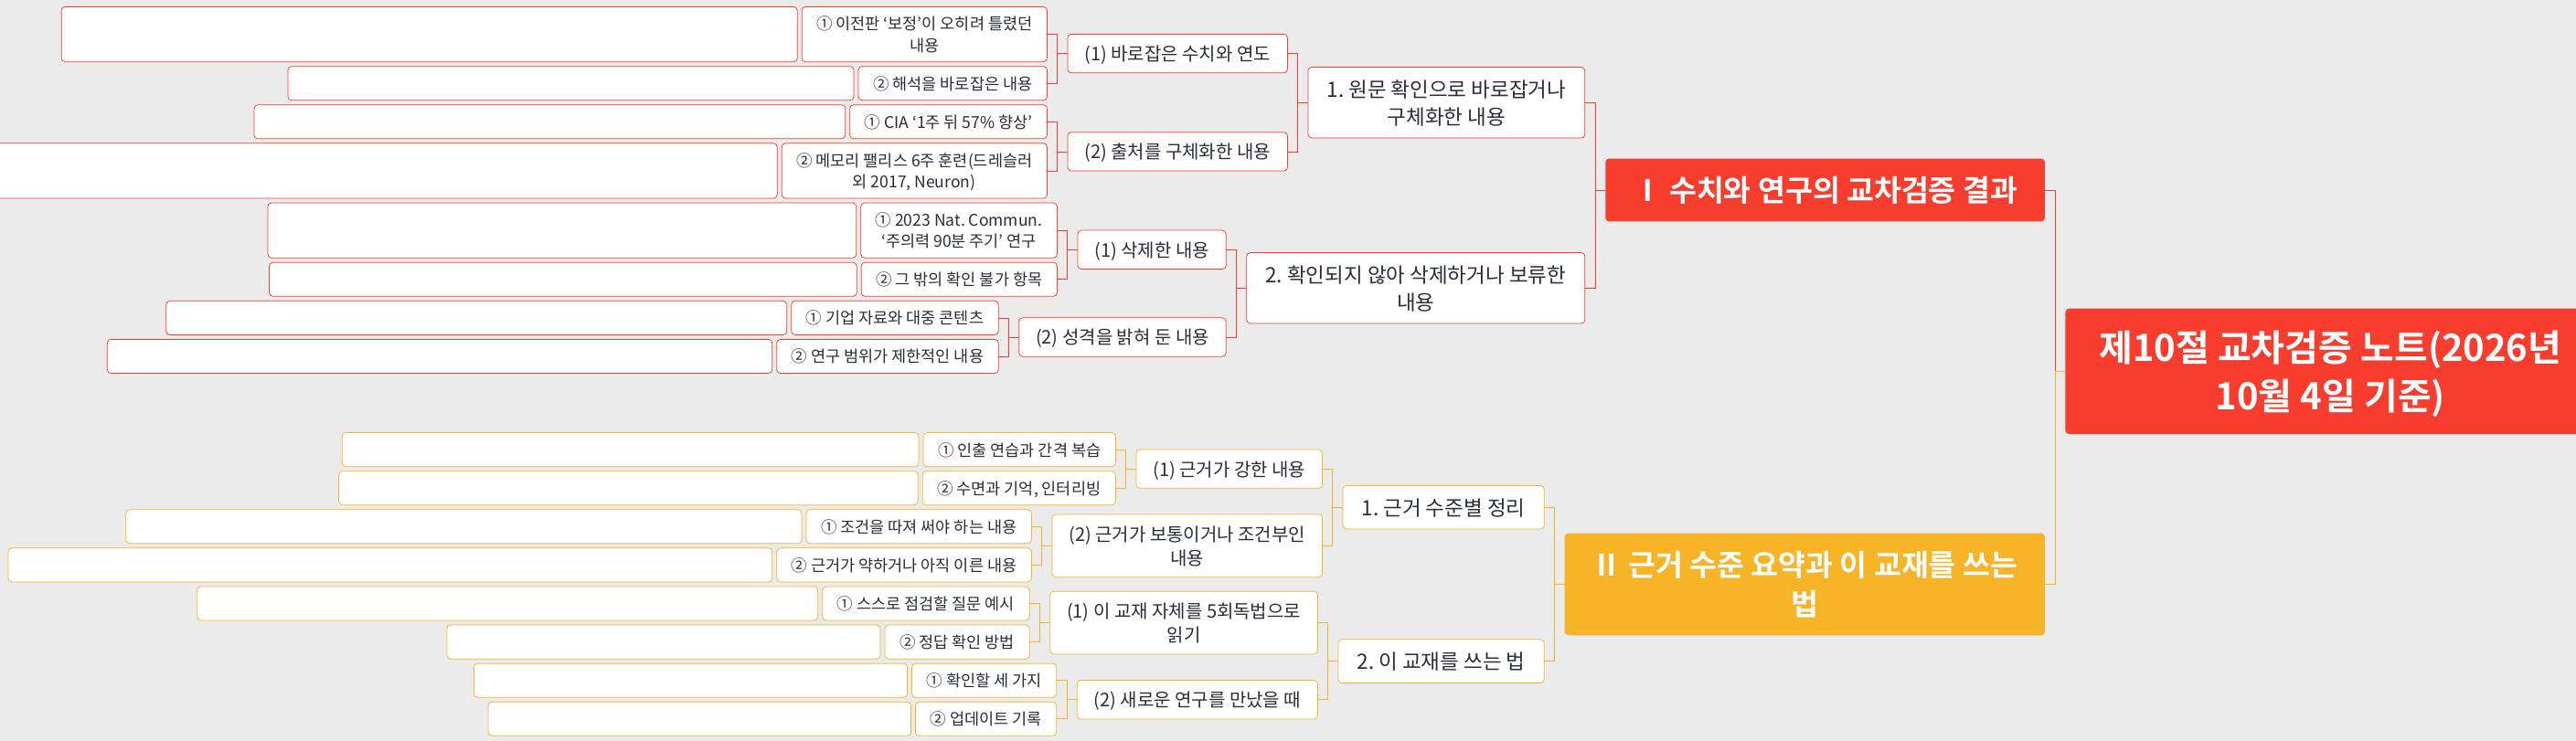 제10절 교차검증 노트(2026년
10월 4일 기준)
Ⅰ 수치와 연구의 교차검증 결과
1. 원문 확인으로 바로잡거나
구체화한 내용
(1) 바로잡은 수치와 연도
① 이전판 ‘보정’이 오히려 틀렸던
내용
② 해석을 바로잡은 내용
(2) 출처를 구체화한 내용
① CIA ‘1주 뒤 57% 향상’
② 메모리 팰리스 6주 훈련(드레슬러
외 2017, Neuron)
2. 확인되지 않아 삭제하거나 보류한
내용
(1) 삭제한 내용
① 2023 Nat. Commun.
‘주의력 90분 주기’ 연구
② 그 밖의 확인 불가 항목
(2) 성격을 밝혀 둔 내용
① 기업 자료와 대중 콘텐츠
② 연구 범위가 제한적인 내용
Ⅱ 근거 수준 요약과 이 교재를 쓰는
법
1. 근거 수준별 정리
(1) 근거가 강한 내용
① 인출 연습과 간격 복습
② 수면과 기억, 인터리빙
(2) 근거가 보통이거나 조건부인
내용
① 조건을 따져 써야 하는 내용
② 근거가 약하거나 아직 이른 내용
2. 이 교재를 쓰는 법
(1) 이 교재 자체를 5회독법으로
읽기
① 스스로 점검할 질문 예시
② 정답 확인 방법
(2) 새로운 연구를 만났을 때
① 확인할 세 가지
② 업데이트 기록